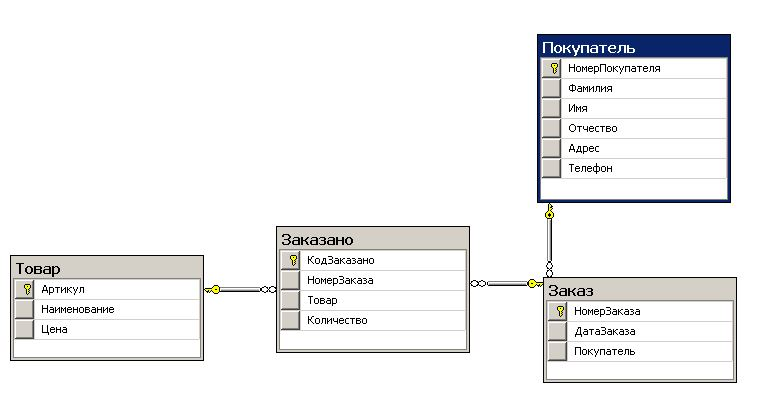 Покупатель
НомерПокупателя
Фамилия
Имя
Отчество
Адрес
Телефон
Заказано
КодЗаказано
НомерЗаказа
Товар
Количество
Товар
Артикул
Наименование
Цена
Заказ
НомерЗаказа
ДатаЗаказа
Покупатель